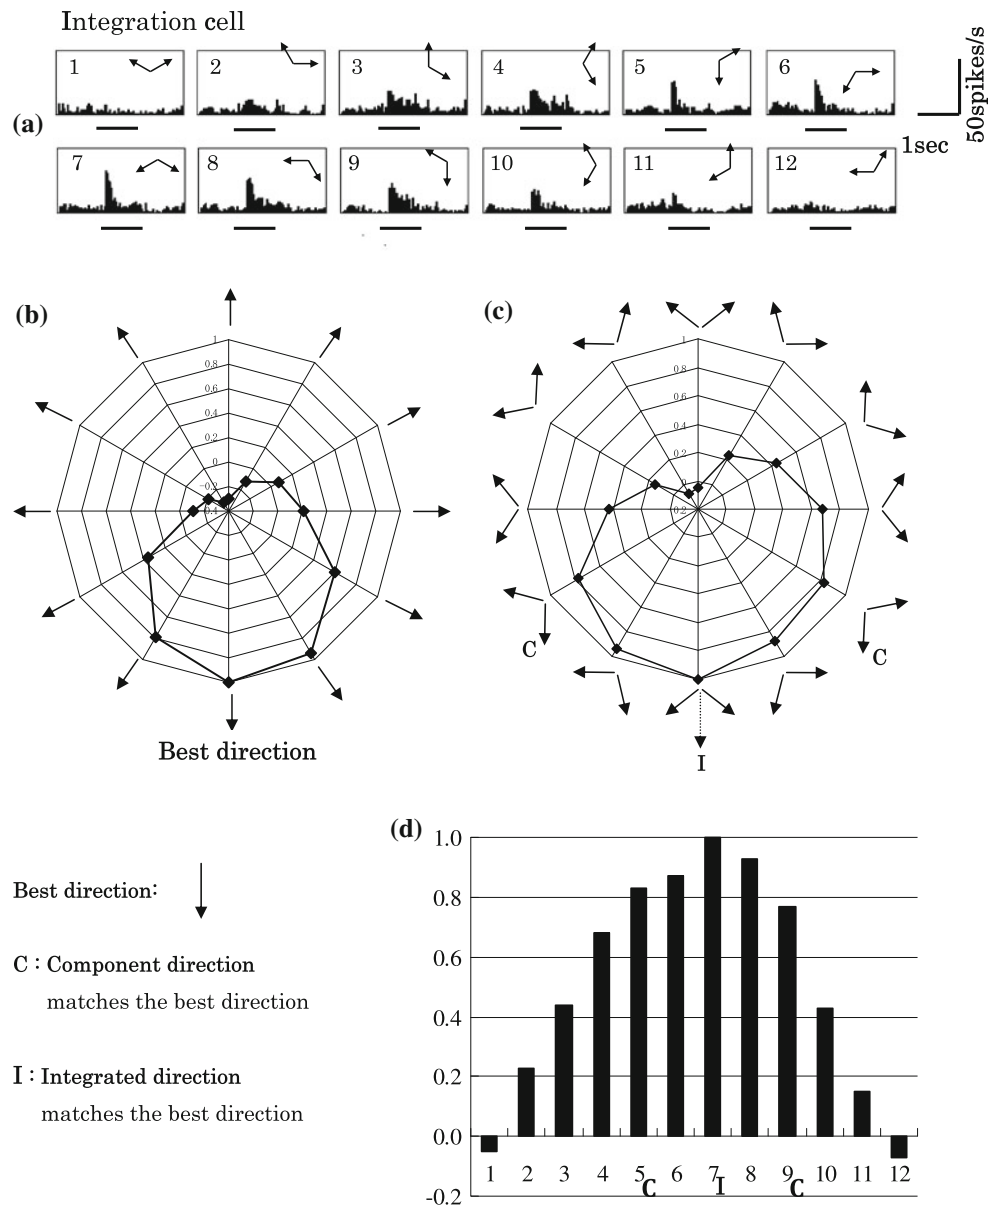 Integration cell
(a)
1 2 3 4 5 6
50spikes/s
1sec
7 8 9 10 11 12
(b)
1
0.8
0.6
0.4
0.2
0
-0.2
0.4
Best direction
(c)
1
0.8
0.6
0.4
0.2
0
0.2
C
C
I
Best direction:
C : Component direction
matches the best direction
I : Integrated direction
matches the best direction
(d)
1.0
0.8
0.6
0.4
0.2
0.0
-0.2
1 2 3 4 5 6 7 8 9 10 11 12
C I C